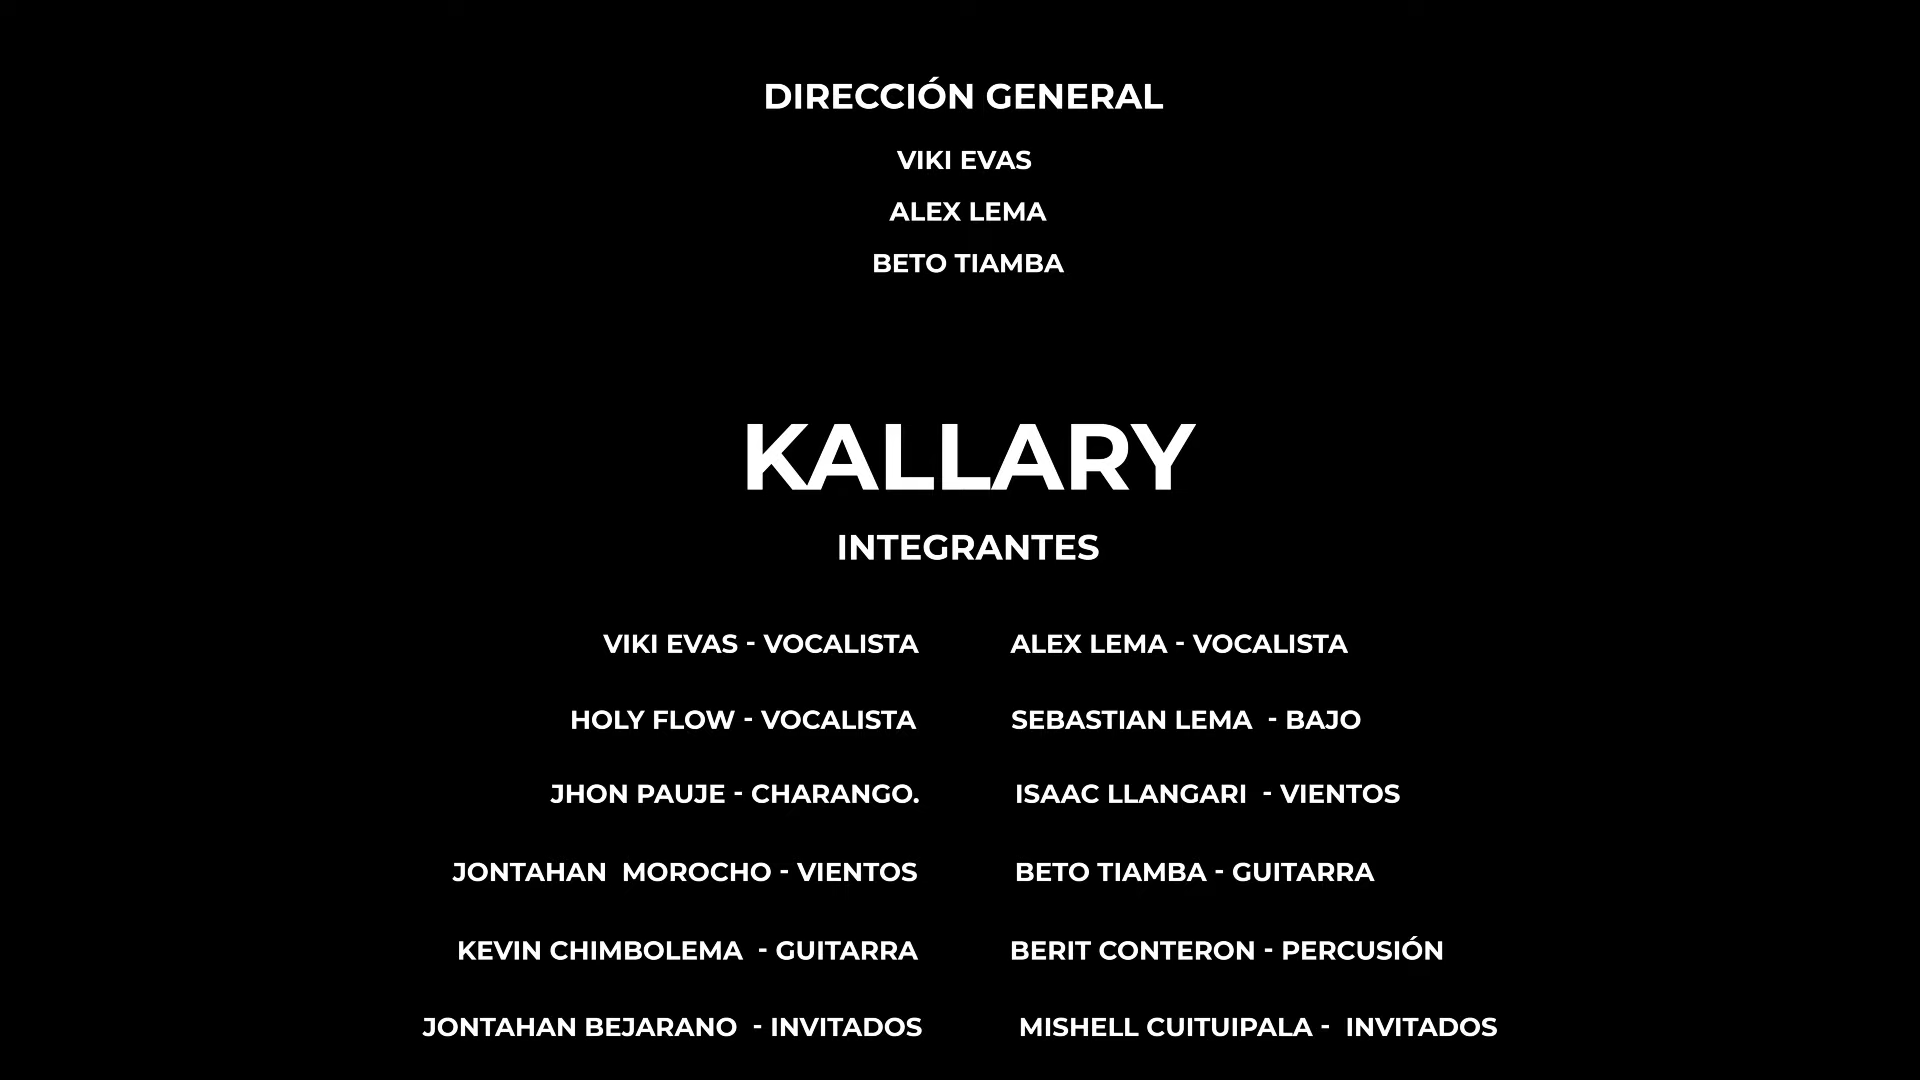 DIRECCIÓN GENERAL
VIKI EVAS
ALEX LEMA
BETO TIAMBA
KALLARY
INTEGRANTES
VIKI EVAS - VOCALISTA ALEX LEMA - VOCALISTA
HOLY FLOW - VOCALISTA SEBASTIAN LEMA - BAJO
JHON PAUJE - CHARANGO. ISAAC LLANGARI - VIENTOS
JONTAHAN MOROCHO - VIENTOS BETO TIAMBA - GUITARRA
KEVIN CHIMBOLEMA - GUITARRA BERIT CONTERON - PERCUSIÓN
JONTAHAN BEJARANO - INVITADOS MISHELL CUITUIPALA - INVITADOS